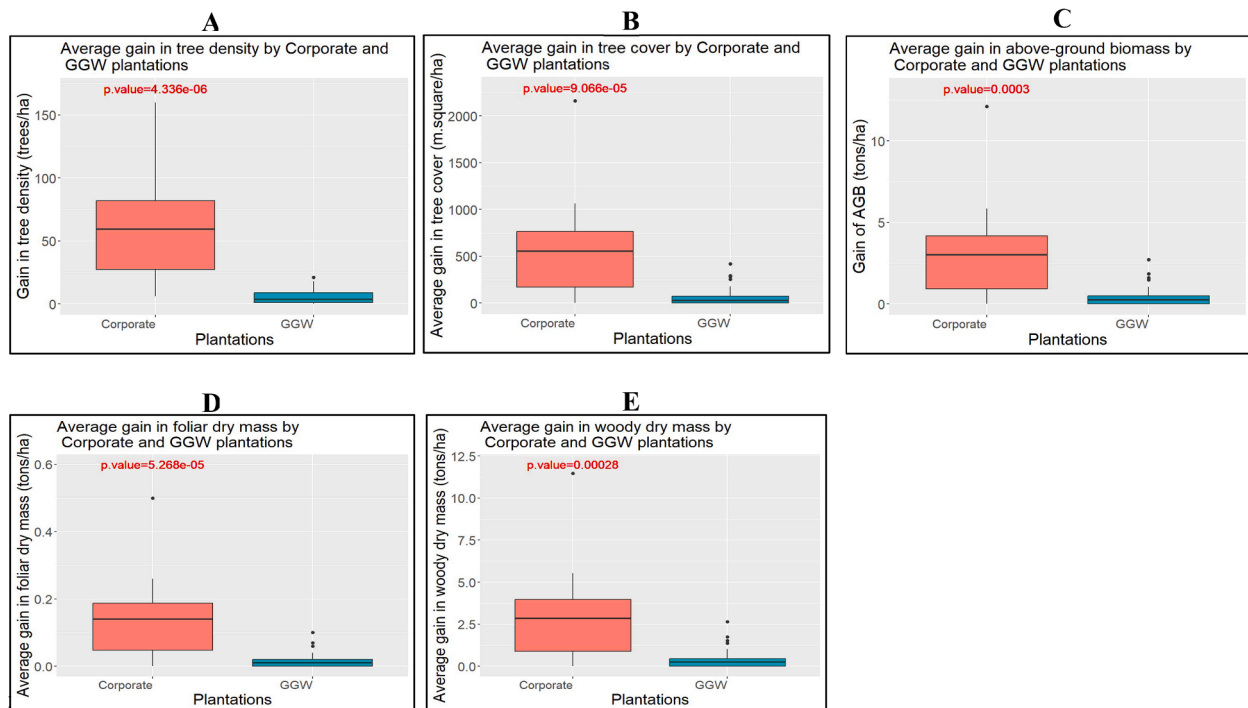 A
Average gain in tree density by Corporate and
GGW plantations
p.value=4.336e-06
Gain in tree density (trees/ha)
150
100
50
0
Corporate
GGW
Plantations
B
Average gain in tree cover by Corporate and
GGW plantations
p.value=9.066e-05
Average gain in tree cover (m.square/ha)
2000
1500
1000
500
0
Corporate
GGW
Plantations
C
Average gain in above-ground biomass by
Corporate and GGW plantations
p.value=0.0003
Gain of AGB (tons/ha)
10
5
0
Corporate
GGW
Plantations
D
Average gain in foliar dry mass by
Corporate and GGW plantations
p.value=5.268e-05
Average gain in foliar dry mass (tons/ha)
0.6
0.4
0.2
0.0
Corporate
GGW
Plantations
E
Average gain in woody dry mass by
Corporate and GGW plantations
p.value=0.00028
Average gain in woody dry mass (tons/ha)
12.5
10.0
7.5
5.0
2.5
0.0
Corporate
GGW
Plantations